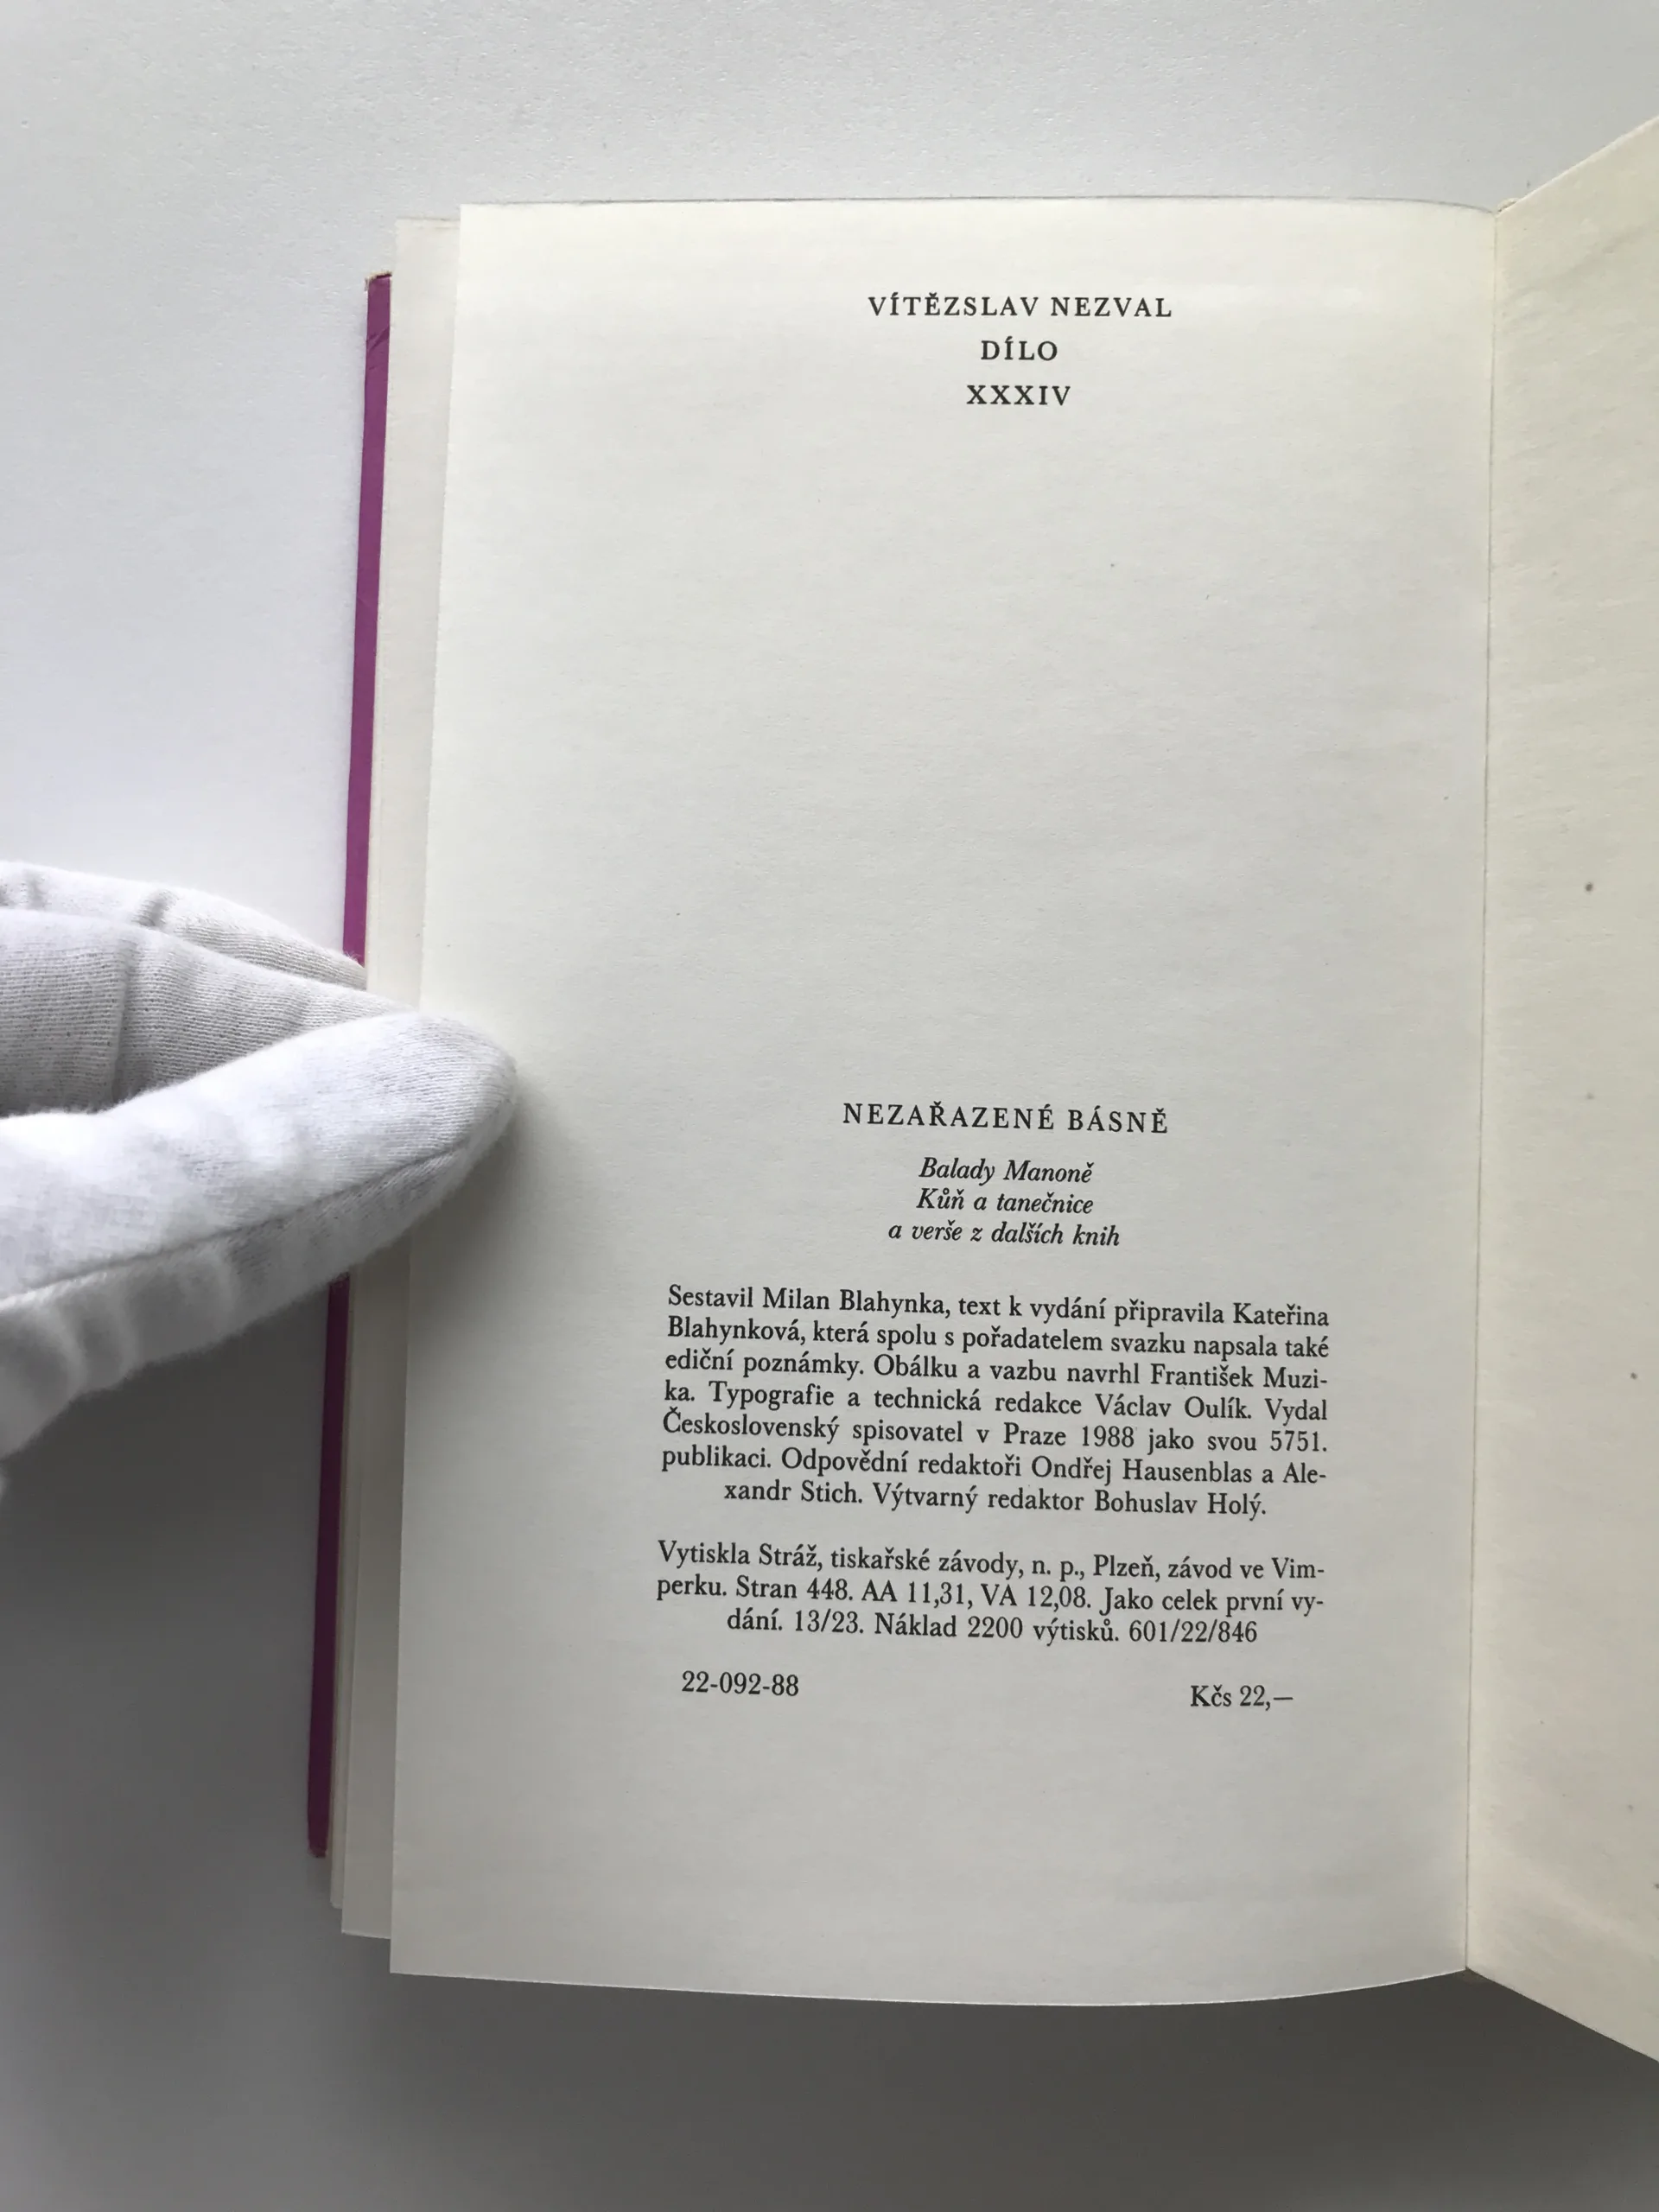 VÍTĚZSLAV NEZVAL
DÍLO
XXXIV
NEZAŘAZENÉ BÁSNĚ
Balady Manoně
Kůň a tanečnice
a verše z dalších knih
Sestavil Milan Blahynka, text k vydání připravila Kateřina
Blahynková, která spolu s pořadatelem svazku napsala také
ediční poznámky. Obálku a vazbu navrhl František Muzi-
ka. Typografie a technická redakce Václav Oulík. Vydal
Československý spisovatel v Praze 1988 jako svou 5751.
publikaci. Odpovědní redaktoři Ondřej Hausenblas a Ale-
xandr Stich. Výtvarný redaktor Bohuslav Holý.
Vytiskla Stráž, tiskařské závody, n. p., Plzeň, závod ve Vim-
perku. Stran 448. AA 11,31, VA 12,08. Jako celek první vy-
dání. 13/23. Náklad 2200 výtisků. 601/22/846
22-092-88 Kčs 22,—